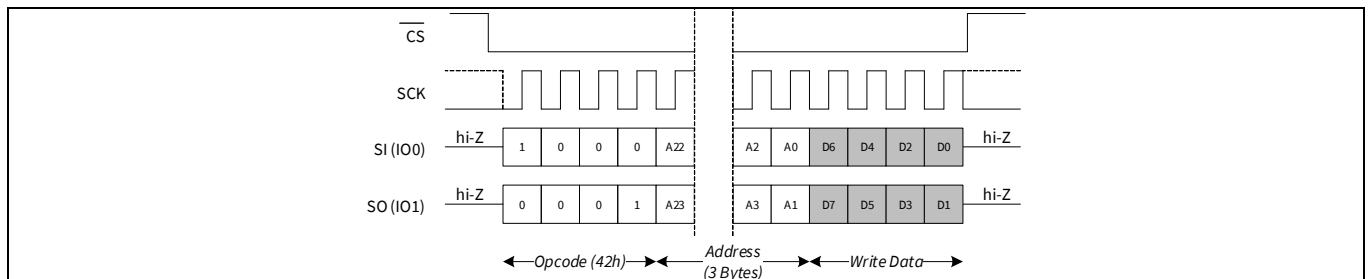 CS
SCK
hi-Z 1 0 0 0 A22 A2 A0 D6 D4 D2 D0 hi-Z
SI (IO0)
hi-Z 0 0 0 1 A23 A3 A1 D7 D5 D3 D1 hi-Z
SO (IO1)
Opcode (42h) Address Write Data
(3 Bytes)